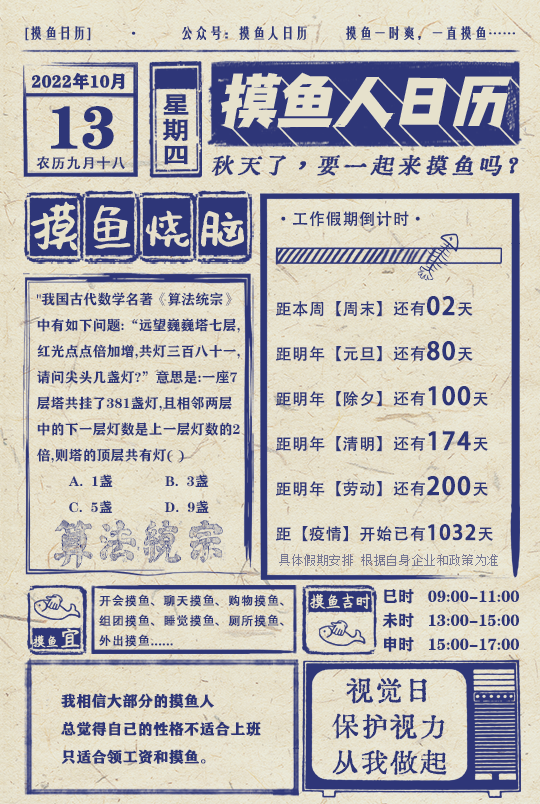 [摸鱼日历] · 公众号：摸鱼人日历 摸鱼一时爽，一直摸鱼……
2022年10月
13
农历九月十八
星期四
摸鱼人日历
秋天了，要一起来摸鱼吗？
摸鱼烧脑
"我国古代数学名著《算法统宗》
中有如下问题:“远望巍巍塔七层,
红光点点倍加增,共灯三百八十一,
请问尖头几盏灯?”意思是:一座7
层塔共挂了381盏灯,且相邻两层
中的下一层灯数是上一层灯数的2
倍,则塔的顶层共有灯( )
A. 1盏 B. 3盏
C. 5盏 D. 9盏
算法统宗
·工作假期倒计时·
距本周【周末】还有02天
距明年【元旦】还有80天
距明年【除夕】还有100天
距明年【清明】还有174天
距明年【劳动】还有200天
距【疫情】开始已有1032天
具体假期安排 根据自身企业和政策为准
摸鱼宜
开会摸鱼、聊天摸鱼、购物摸鱼、
组团摸鱼、睡觉摸鱼、厕所摸鱼、
外出摸鱼……
摸鱼吉时
巳时 09:00-11:00
未时 13:00-15:00
申时 15:00-17:00
我相信大部分的摸鱼人
总觉得自己的性格不适合上班
只适合领工资和摸鱼。
视觉日
保护视力
从我做起